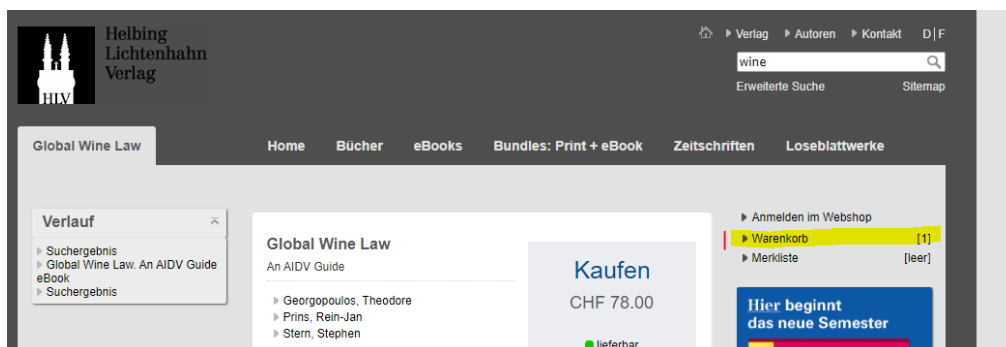 Helbing
Lichtenhahn
Verlag
HLV
Verlag Autoren Kontakt D|F
wine
Erweiterte Suche Sitemap
Global Wine Law Home Bücher eBooks Bundles: Print + eBook Zeitschriften Loseblattwerke
Verlauf
Suchergebnis
Global Wine Law. An AIDV Guide
eBook
Suchergebnis
Global Wine Law
An AIDV Guide
Georgopoulos, Theodore
Prins, Rein-Jan
Stern, Stephen
Kaufen
CHF 78.00
lieferbar
Anmelden im Webshop
Warenkorb [1]
Merkliste [leer]
Hier beginnt
das neue Semester